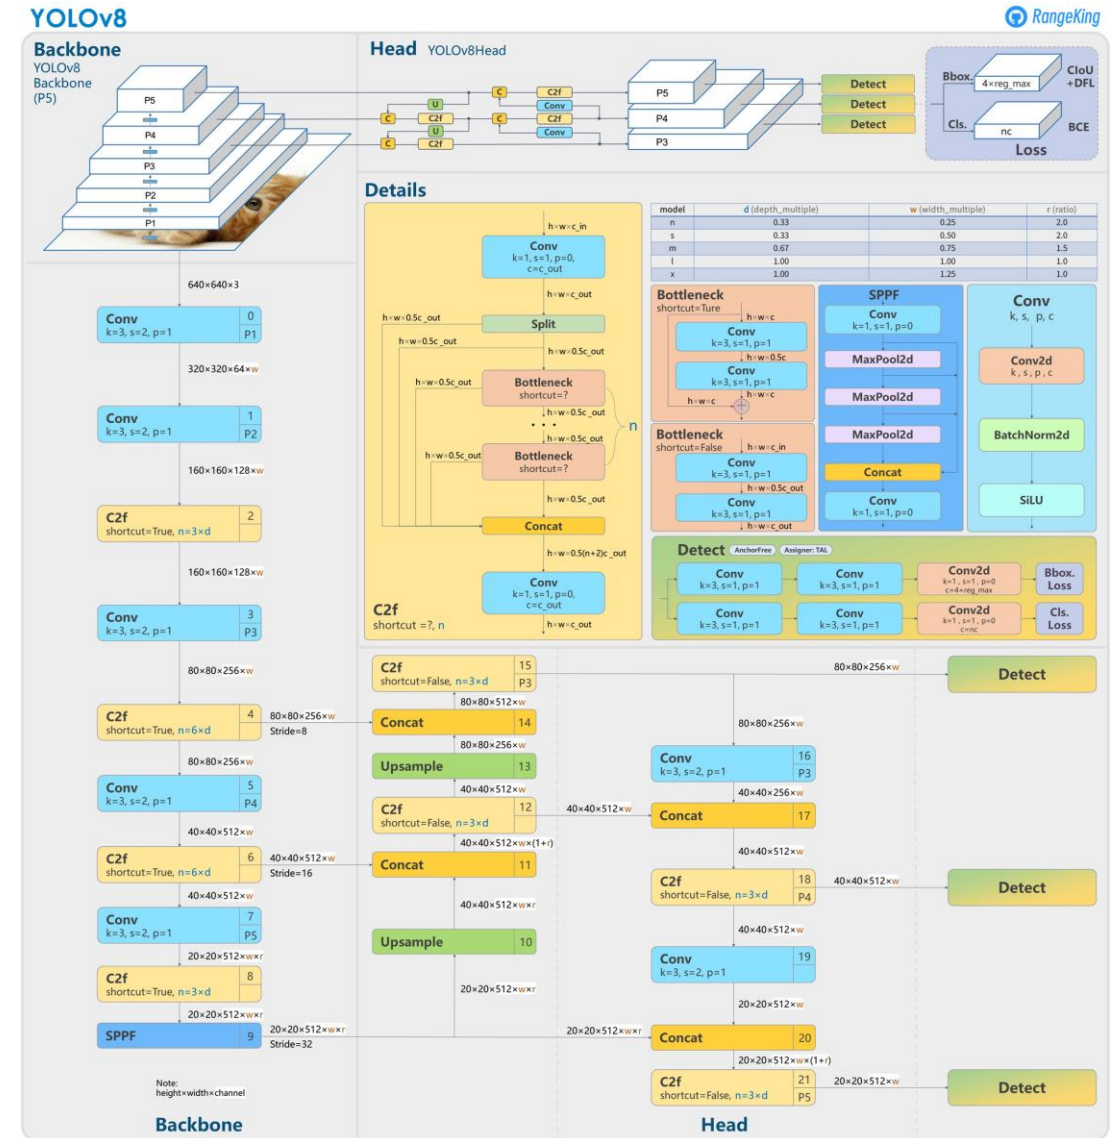 YOLOv8
RangeKing
Backbone
YOLOv8
Backbone
(P5)
P5
P4
P3
P2
P1
Head YOLOv8Head
C
C2f
U
Conv
C
C2f
C
C2f
U
Conv
C
C2f
P5
P4
P3
Detect
Detect
Detect
Bbox.
4×reg_max
CIoU
+DFL
Cls.
nc
BCE
Loss
Details
h×w×c_in
Conv
k=1, s=1, p=0,
c=c_out
h×w×c_out
h×w×0.5c_out
Split
h×w×0.5c_out
h×w×0.5c_out
h×w×0.5c_out
Bottleneck
shortcut=?
h×w×0.5c_out
...
n
h×w×0.5c_out
h×w×0.5c_out
Bottleneck
shortcut=?
h×w×0.5c_out
Concat
h×w×0.5(n+2)c_out
Conv
k=1, s=1, p=0,
c=c_out
h×w×c_out
C2f
shortcut =?, n
model d (depth_multiple) w (width_multiple) r (ratio)
n 0.33 0.25 2.0
s 0.33 0.50 2.0
m 0.67 0.75 1.5
l 1.00 1.00 1.0
x 1.00 1.25 1.0
Bottleneck
shortcut=Ture
h×w×c
Conv
k=3, s=1, p=1
h×w×0.5c
Conv
k=3, s=1, p=1
h×w×c
h×w×c
+
Bottleneck
shortcut=False
h×w×c_in
Conv
k=3, s=1, p=1
h×w×0.5c_out
Conv
k=3, s=1, p=1
h×w×c_out
SPPF
Conv
k=1, s=1, p=0
MaxPool2d
MaxPool2d
MaxPool2d
Concat
Conv
k=1, s=1, p=0
Conv
k, s, p, c
Conv2d
k, s, p, c
BatchNorm2d
SiLU
Detect AnchorFree Assigner: TAL
Conv
k=3, s=1, p=1
Conv
k=3, s=1, p=1
Conv2d
k=1, s=1, p=0
c=4×reg_max
Bbox.
Loss
Conv
k=3, s=1, p=1
Conv
k=3, s=1, p=1
Conv2d
k=1, s=1, p=0
c=nc
Cls.
Loss
640×640×3
Conv 0
k=3, s=2, p=1 P1
320×320×64×w
Conv 1
k=3, s=2, p=1 P2
160×160×128×w
C2f 2
shortcut=True, n=3×d
160×160×128×w
Conv 3
k=3, s=2, p=1 P3
80×80×256×w
C2f 4
shortcut=True, n=6×d
80×80×256×w
Stride=8
80×80×256×w
Conv 5
k=3, s=2, p=1 P4
40×40×512×w
C2f 6
shortcut=True, n=6×d
40×40×512×w
Stride=16
40×40×512×w
Conv 7
k=3, s=2, p=1 P5
20×20×512×w×r
C2f 8
shortcut=True, n=3×d
20×20×512×w×r
SPPF 9
20×20×512×w×r
Stride=32
Note:
height×width×channel
Backbone
C2f 15
shortcut=False, n=3×d P3
80×80×512×w
Concat 14
80×80×256×w
Upsample 13
40×40×512×w
C2f 12
shortcut=False, n=3×d
40×40×512×w
40×40×512×w×(1+r)
Concat 11
40×40×512×w×r
Upsample 10
20×20×512×w×r
20×20×512×w×r
80×80×256×w
Detect
80×80×256×w
Conv 16
k=3, s=2, p=1 P3
40×40×256×w
Concat 17
40×40×512×w
C2f 18
shortcut=False, n=3×d P4
40×40×512×w
Detect
40×40×512×w
Conv 19
k=3, s=2, p=1
20×20×512×w
Concat 20
20×20×512×w×(1+r)
C2f 21
shortcut=False, n=3×d P5
20×20×512×w
Detect
Head